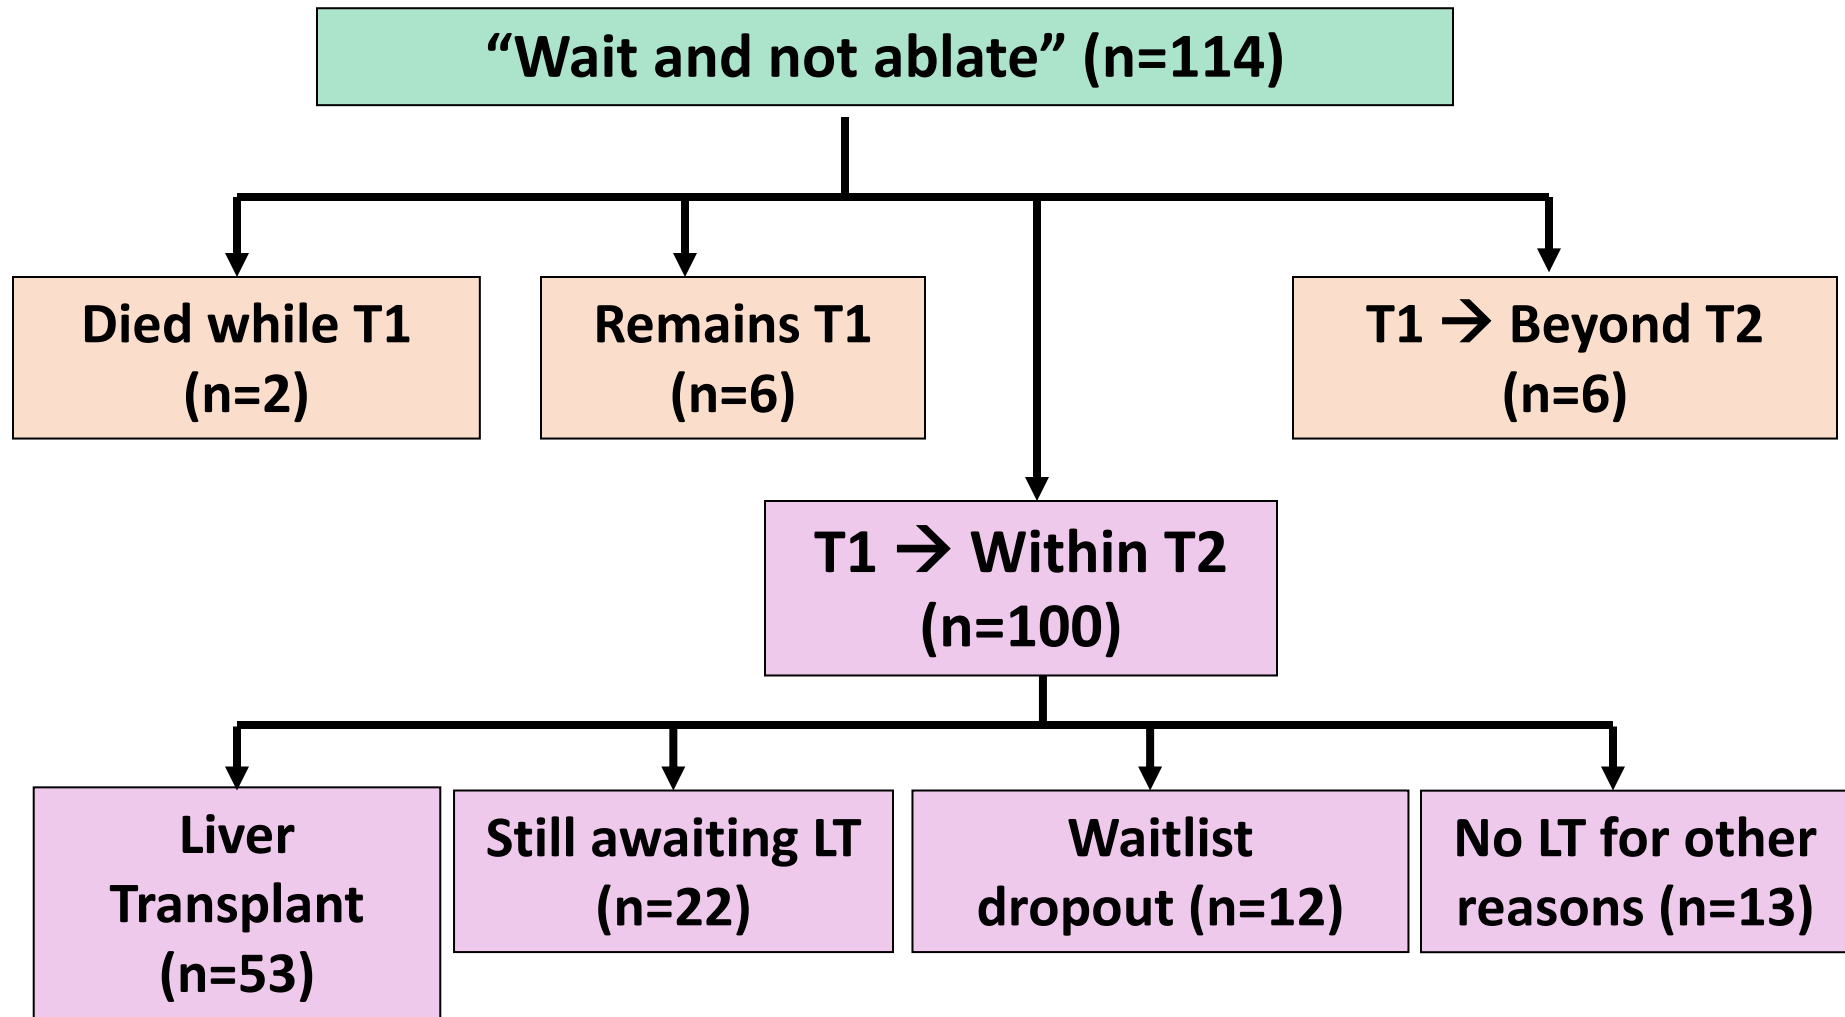 “Wait and not ablate” (n=114)
Died while T1
(n=2)
Remains T1
(n=6)
T1 → Beyond T2
(n=6)
T1 → Within T2
(n=100)
Liver
Transplant
(n=53)
Still awaiting LT
(n=22)
Waitlist
dropout (n=12)
No LT for other
reasons (n=13)